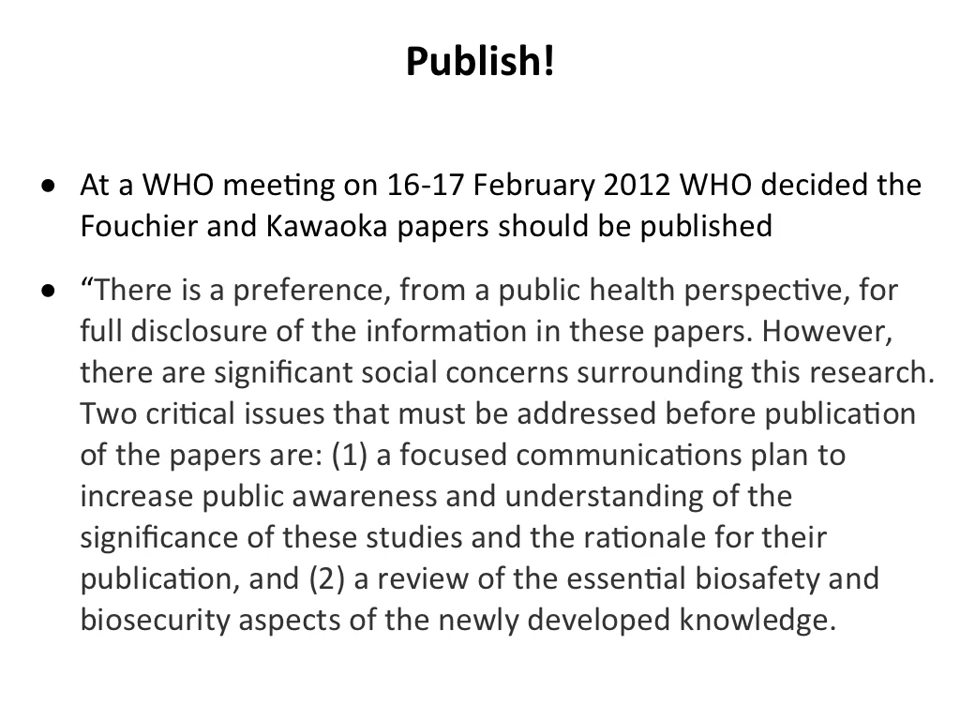 Publish!
● At a WHO meeting on 16-17 February 2012 WHO decided the
Fouchier and Kawaoka papers should be published
● “There is a preference, from a public health perspective, for
full disclosure of the information in these papers. However,
there are significant social concerns surrounding this research.
Two critical issues that must be addressed before publication
of the papers are: (1) a focused communications plan to
increase public awareness and understanding of the
significance of these studies and the rationale for their
publication, and (2) a review of the essential biosafety and
biosecurity aspects of the newly developed knowledge.